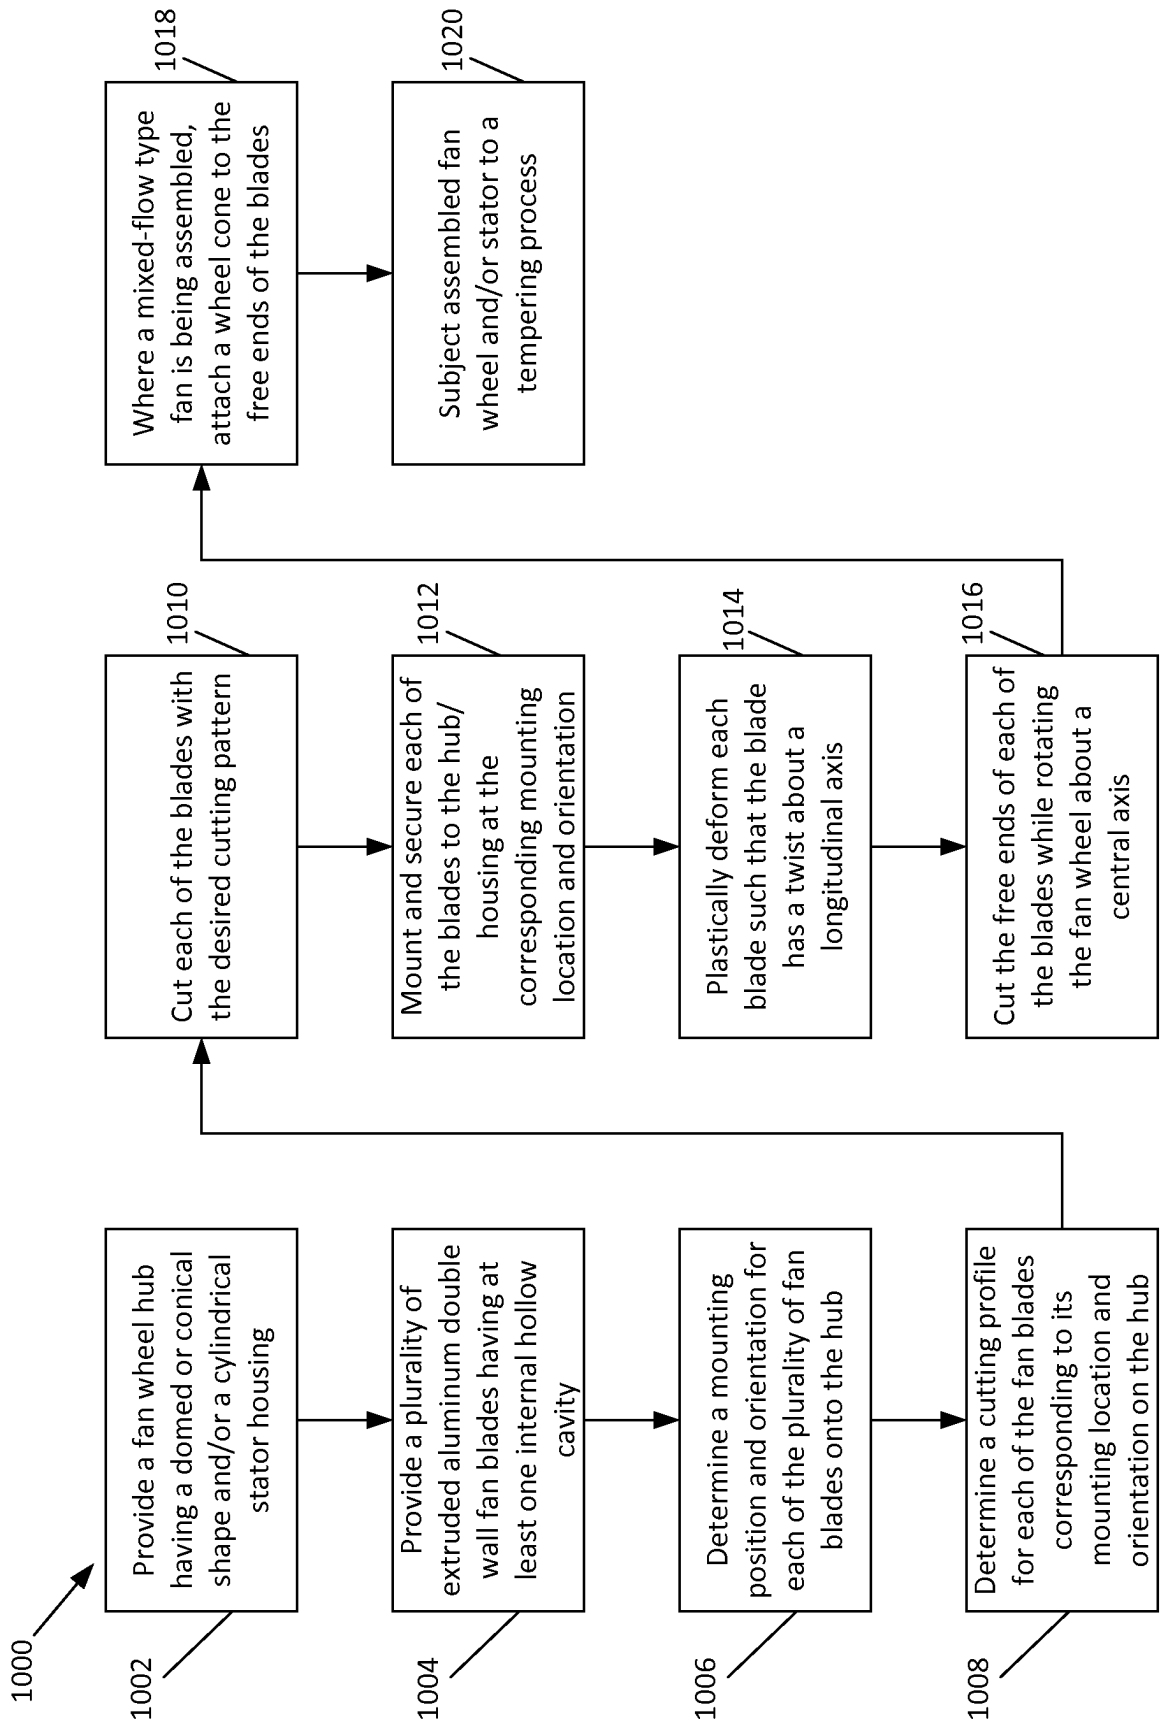 1000
1002
Provide a fan wheel hub
having a domed or conical
shape and/or a cylindrical
stator housing
1004
Provide a plurality of
extruded aluminum double
wall fan blades having at
least one internal hollow
cavity
1006
Determine a mounting
position and orientation for
each of the plurality of fan
blades onto the hub
1008
Determine a cutting profile
for each of the fan blades
corresponding to its
mounting location and
orientation on the hub
1010
Cut each of the blades with
the desired cutting pattern
1012
Mount and secure each of
the blades to the hub/
housing at the
corresponding mounting
location and orientation
1014
Plastically deform each
blade such that the blade
has a twist about a
longitudinal axis
1016
Cut the free ends of each of
the blades while rotating
the fan wheel about a
central axis
1018
Where a mixed-flow type
fan is being assembled,
attach a wheel cone to the
free ends of the blades
1020
Subject assembled fan
wheel and/or stator to a
tempering process